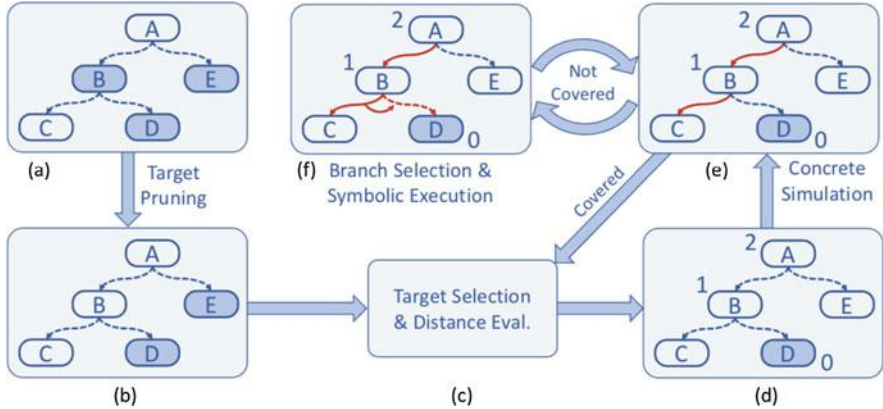 A
B
E
C
D
(a)
2
A
1
B
E
C
D
0
(f)
Branch Selection &
Symbolic Execution
Not
Covered
2
A
1
B
E
C
D
0
(e)
Target
Pruning
Covered
Concrete
Simulation
A
B
E
C
D
(b)
Target Selection
& Distance Eval.
(c)
2
A
1
B
E
C
D
0
(d)